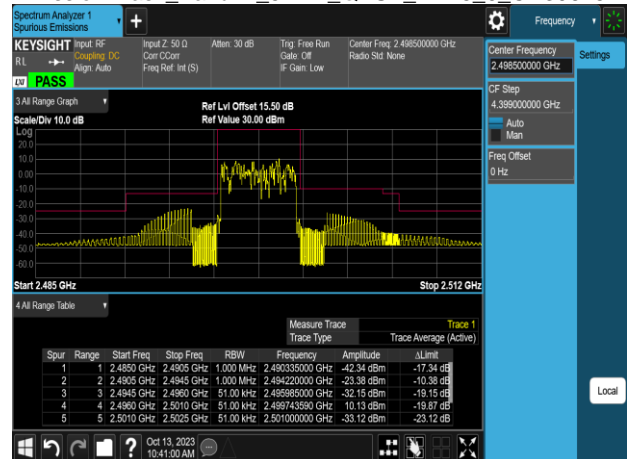 Spectrum Analyzer 1
Spurious Emissions
Frequency
KEYSIGHT
Input: RF
Coupling: DC
Align: Auto
Input Z: 50 Ω
Corr CCorr
Freq Ref: Int (S)
Atten: 30 dB
Trig: Free Run
Gate: Off
IF Gain: Low
Center Freq: 2.498500000 GHz
Radio Std: None
RL
LXI
PASS
Center Frequency
2.498500000 GHz
Settings
CF Step
4.399000000 GHz
Auto
Man
Freq Offset
0 Hz
3 All Range Graph
Scale/Div 10.0 dB
Ref Lvl Offset 15.50 dB
Ref Value 30.00 dBm
Log
20.0
10.0
0.00
-10.0
-20.0
-30.0
-40.0
-50.0
-60.0
Start 2.485 GHz
Stop 2.512 GHz
4 All Range Table
Measure Trace Trace 1
Trace Type Trace Average (Active)
Spur Range Start Freq Stop Freq RBW Frequency Amplitude ΔLimit
1 1 2.4850 GHz 2.4905 GHz 1.000 MHz 2.490335000 GHz -42.34 dBm -17.34 dB
2 2 2.4905 GHz 2.4945 GHz 1.000 MHz 2.494220000 GHz -23.38 dBm -10.38 dB
3 3 2.4945 GHz 2.4960 GHz 51.00 kHz 2.495985000 GHz -32.15 dBm -19.15 dB
4 4 2.4960 GHz 2.5010 GHz 51.00 kHz 2.499743590 GHz 10.13 dBm -19.87 dB
5 5 2.5010 GHz 2.5025 GHz 51.00 kHz 2.501000000 GHz -33.12 dBm -23.12 dB
Local
?
Oct 13, 2023
10:41:00 AM